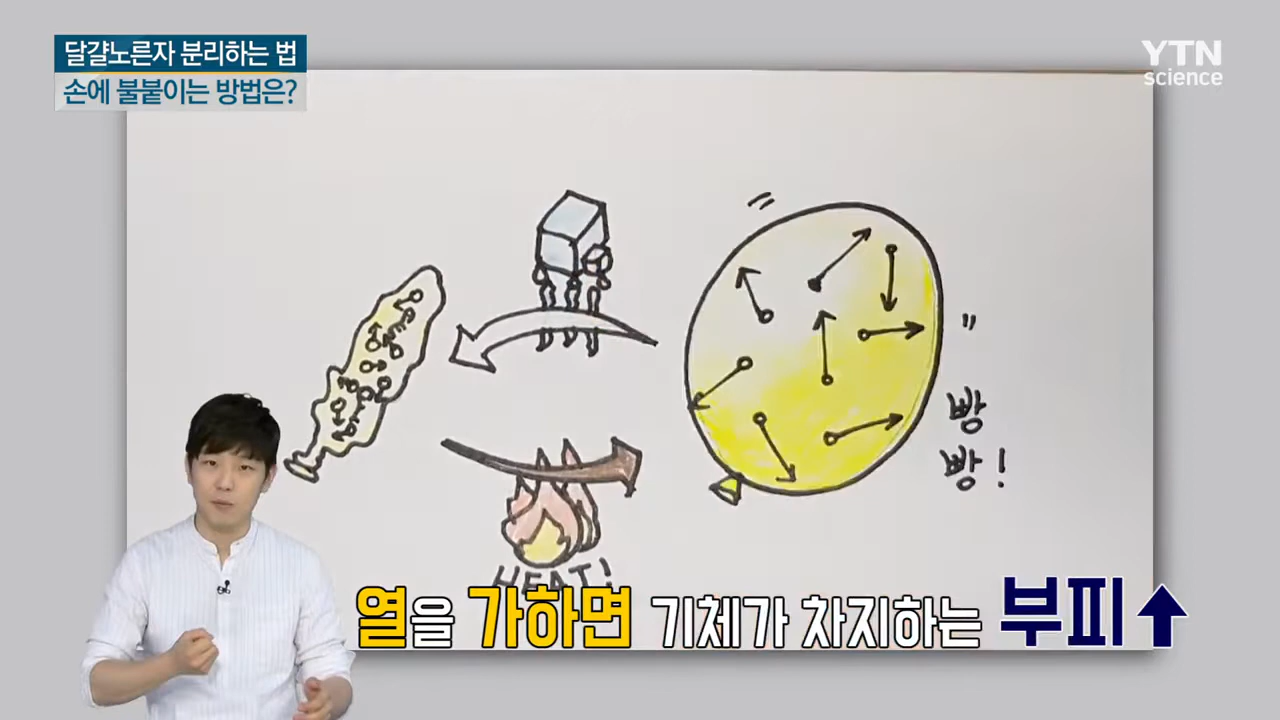 달걀노른자 분리하는 법
손에 불붙이는 방법은?
YTN
science
빵
빵!
HEAT!
열을 가하면 기체가 차지하는 부피↑